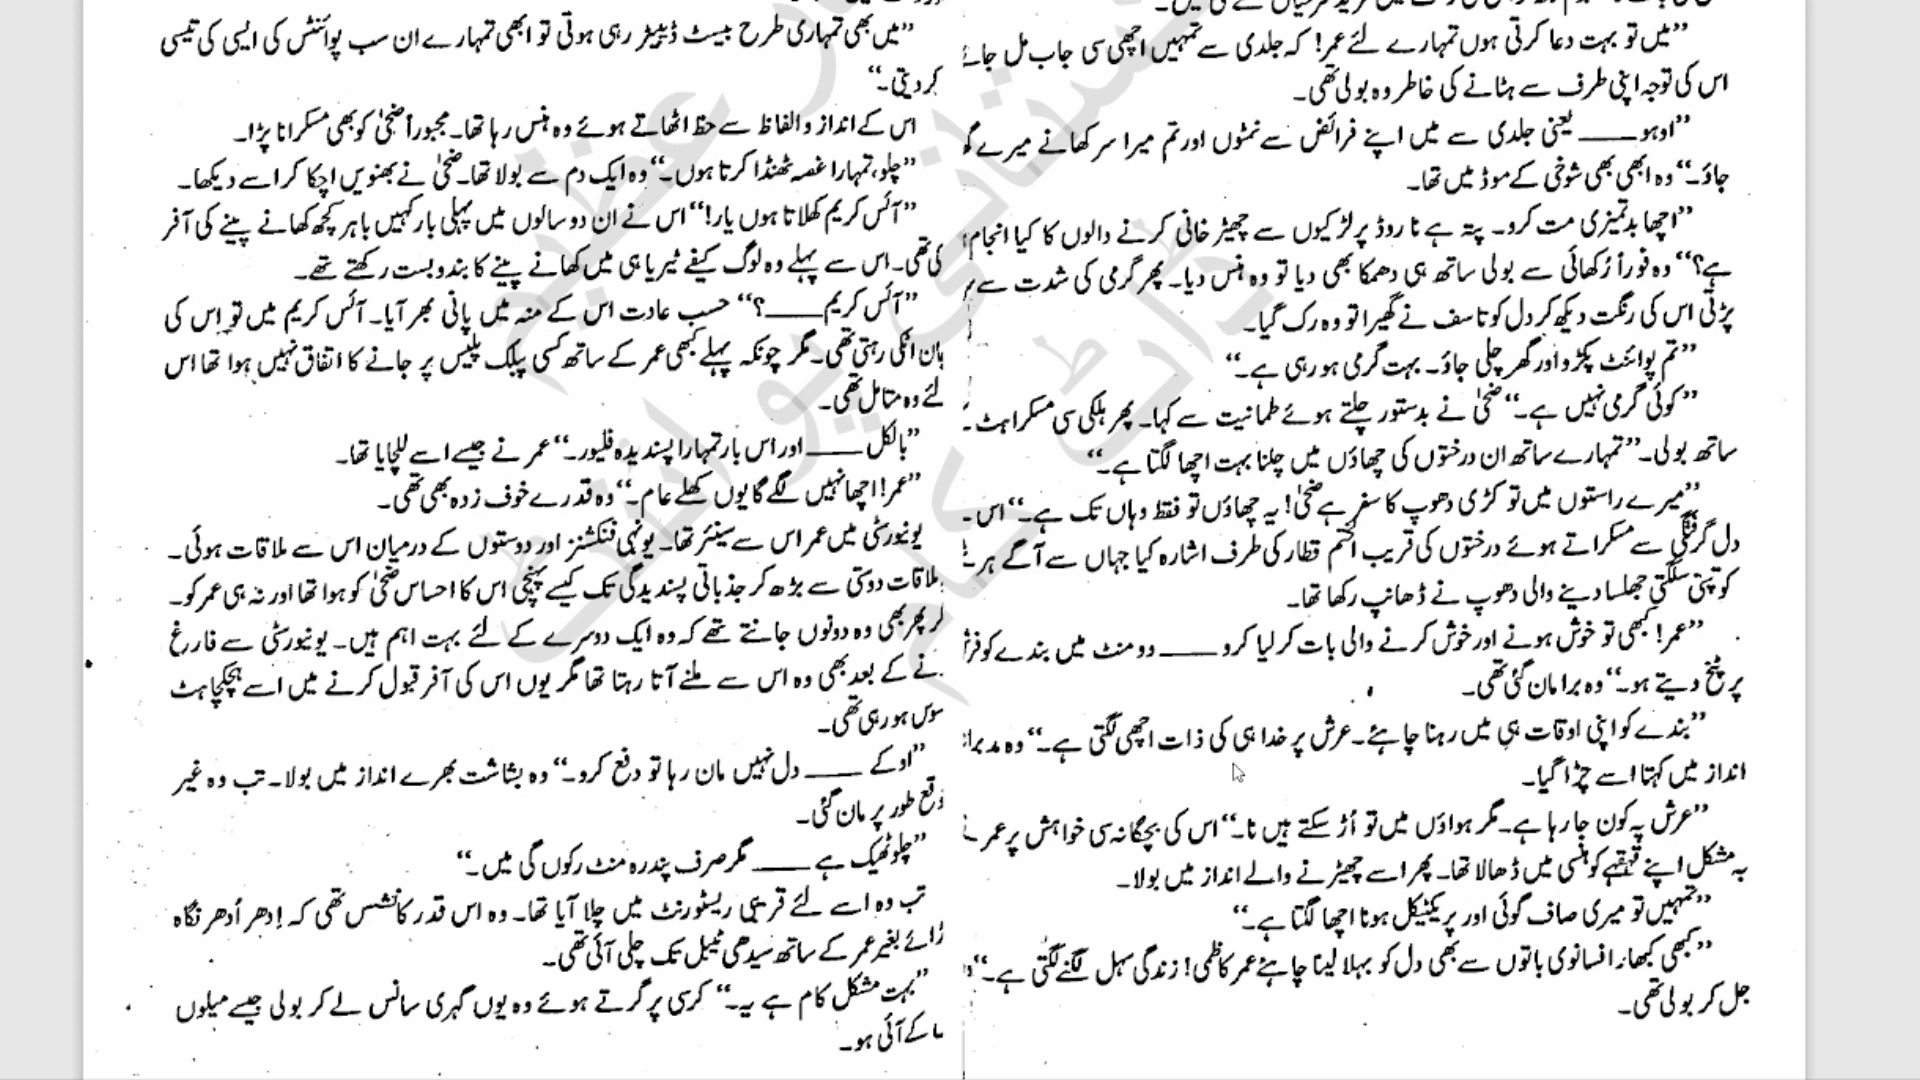 ”میں تو بہت دعا کرتی ہوں تمہارے لئے عمر! کہ جلدی سے تمہیں اچھی سی جاب مل جائے
اس کی توجہ اپنی طرف سے ہٹانے کی خاطر وہ بولی تھی۔
”اوہو ____ یعنی جلدی سے میں اپنے فرائض سے نمٹوں اور تم میرا سر کھانے میرے گ
جاؤ۔“ وہ ابھی بھی شوخی کے موڈ میں تھا۔
”اچھا بدتمیزی مت کرو۔ پتہ ہے نا روڈ پر لڑکیوں سے چھیڑ خانی کرنے والوں کا کیا انجام
ہے؟“ وہ فوراً رُکھائی سے بولی ساتھ ہی دھمکا بھی دیا تو وہ ہنس دیا۔ پھر گرمی کی شدت سے
پڑتی اس کی رنگت دیکھ کر دل کو تاسف نے گھیرا تو وہ رک گیا۔
”تم پوائنٹ پکڑو اور گھر چلی جاؤ۔ بہت گرمی ہو رہی ہے۔“
”کوئی گرمی نہیں ہے۔“ ضحیٰ نے بدستور چلتے ہوئے طمانیت سے کہا۔ پھر ہلکی سی مسکراہٹ
ساتھ بولی۔ ”تمہارے ساتھ ان درختوں کی چھاؤں میں چلنا بہت اچھا لگتا ہے۔“
”میرے راستوں میں تو کڑی دھوپ کا سفر ہے ضحیٰ! یہ چھاؤں تو فقط وہاں تک ہے۔“ اس
دل گرفتگی سے مسکراتے ہوئے درختوں کی قریب الختم قطار کی طرف اشارہ کیا جہاں سے آگے ہر
کو تپتی سلگتی جھلسا دینے والی دھوپ نے ڈھانپ رکھا تھا۔
”عمر! کبھی تو خوش ہونے اور خوش کرنے والی بات کر لیا کرو ____ دو منٹ میں بندے کو فرش
پر پٹخ دیتے ہو۔“ وہ برا مان گئی تھی۔
”بندے کو اپنی اوقات ہی میں رہنا چاہئے۔ عرش پر خدا ہی کی ذات اچھی لگتی ہے۔“ وہ مدبرانہ
انداز میں کہتا اسے چڑا گیا۔
”عرش پہ کون جا رہا ہے۔ مگر ہواؤں میں تو اُڑ سکتے ہیں نا۔“ اس کی بچگانہ سی خواہش پر عمر
بہ مشکل اپنے قہقہے کو ہنسی میں ڈھالا تھا۔ پھر اسے چھیڑنے والے انداز میں بولا۔
”تمہیں تو میری صاف گوئی اور پریکٹیکل ہونا اچھا لگتا ہے۔“
”کبھی کبھار افسانوی باتوں سے بھی دل کو بہلا لینا چاہئے عمر کاظمی! زندگی سہل لگنے لگتی ہے۔“
جل کر بولی تھی۔
”میں بھی تمہاری طرح بیسٹ ڈبیٹر رہی ہوتی تو ابھی تمہارے ان سب پوائنٹس کی ایسی کی تیسی
کر دیتی۔“
اس کے انداز و الفاظ سے حظ اٹھاتے ہوئے وہ ہنس رہا تھا۔ مجبوراً ضحیٰ کو بھی مسکرانا پڑا۔
”چلو، تمہارا غصہ ٹھنڈا کرتا ہوں۔“ وہ ایک دم سے بولا تھا۔ ضحیٰ نے بھنویں اچکا کر اسے دیکھا۔
”آئس کریم کھلاتا ہوں یار!“ اس نے ان دو سالوں میں پہلی بار کہیں باہر کچھ کھانے پینے کی آفر
کی تھی۔ اس سے پہلے وہ لوگ کیفے ٹیریا ہی میں کھانے پینے کا بندوبست رکھتے تھے۔
”آئس کریم ____؟“ حسب عادت اس کے منہ میں پانی بھر آیا۔ آئس کریم میں تو اس کی
جان اٹکی رہتی تھی۔ مگر چونکہ پہلے کبھی عمر کے ساتھ کسی پبلک پلیس پر جانے کا اتفاق نہیں ہوا تھا اس
لئے وہ متامل تھی۔
”بالکل ____ اور اس بار تمہارا پسندیدہ فلیور۔“ عمر نے جیسے اسے للچایا تھا۔
”عمر! اچھا نہیں لگے گا یوں کھلے عام۔“ وہ قدرے خوف زدہ بھی تھی۔
یونیورسٹی میں عمر اس سے سینئر تھا۔ یونہی فنکشنز اور دوستوں کے درمیان اس سے ملاقات ہوئی۔
ملاقات دوستی سے بڑھ کر جذباتی پسندیدگی تک کیسے پہنچی اس کا احساس ضحیٰ کو ہوا تھا اور نہ ہی عمر کو۔
پھر بھی وہ دونوں جانتے تھے کہ وہ ایک دوسرے کے لئے بہت اہم ہیں۔ یونیورسٹی سے فارغ
نے کے بعد بھی وہ اس سے ملنے آتا رہتا تھا مگر یوں اس کی آفر قبول کرنے میں اسے ہچکچاہٹ
سوس ہو رہی تھی۔
”اوکے ____ دل نہیں مان رہا تو دفع کرو۔“ وہ بشاشت بھرے انداز میں بولا۔ تب وہ غیر
وقع طور پر مان گئی۔
”چلو ٹھیک ہے ____ مگر صرف پندرہ منٹ رکوں گی میں۔“
تب وہ اسے لئے قریبی ریسٹورنٹ میں چلا آیا تھا۔ وہ اس قدر کانشس تھی کہ اِدھر اُدھر نگاہ
ڑائے بغیر عمر کے ساتھ سیدھی ٹیبل تک چلی آئی تھی۔
”بہت مشکل کام ہے یہ۔“ کرسی پر گرتے ہوئے وہ یوں گہری سانس لے کر بولی جیسے میلوں
کے آئی ہو۔